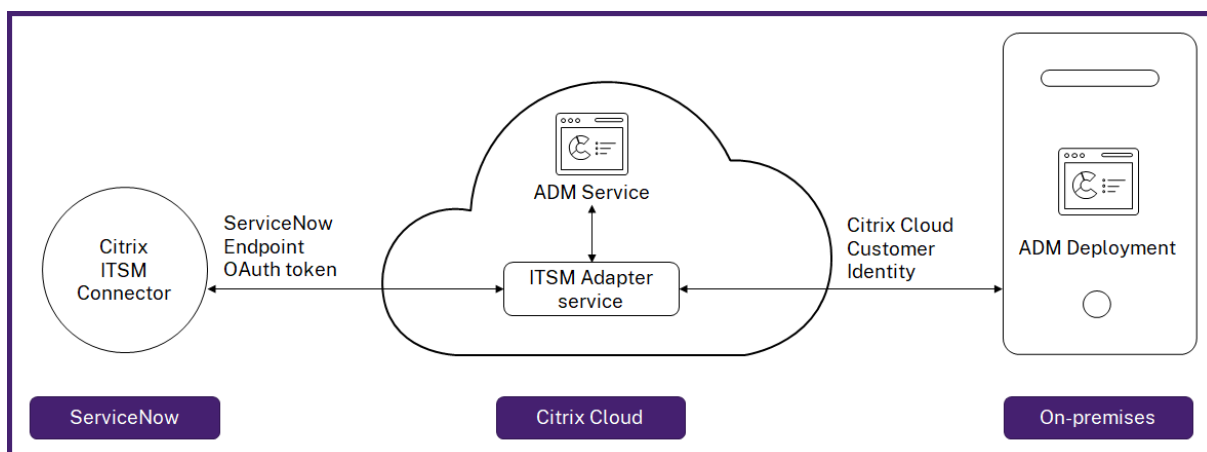 ADM Service
Citrix
ITSM
Connector
ServiceNow
Endpoint
OAuth token
ITSM Adapter
service
Citrix Cloud
Customer
Identity
ADM Deployment
ServiceNow
Citrix Cloud
On-premises